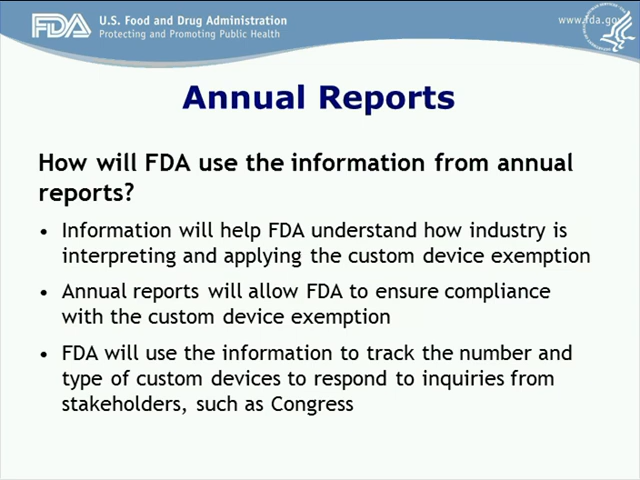 FDA
U.S. Food and Drug Administration
Protecting and Promoting Public Health
www.fda.gov
Annual Reports
How will FDA use the information from annual
reports?
• Information will help FDA understand how industry is
interpreting and applying the custom device exemption
• Annual reports will allow FDA to ensure compliance
with the custom device exemption
• FDA will use the information to track the number and
type of custom devices to respond to inquiries from
stakeholders, such as Congress